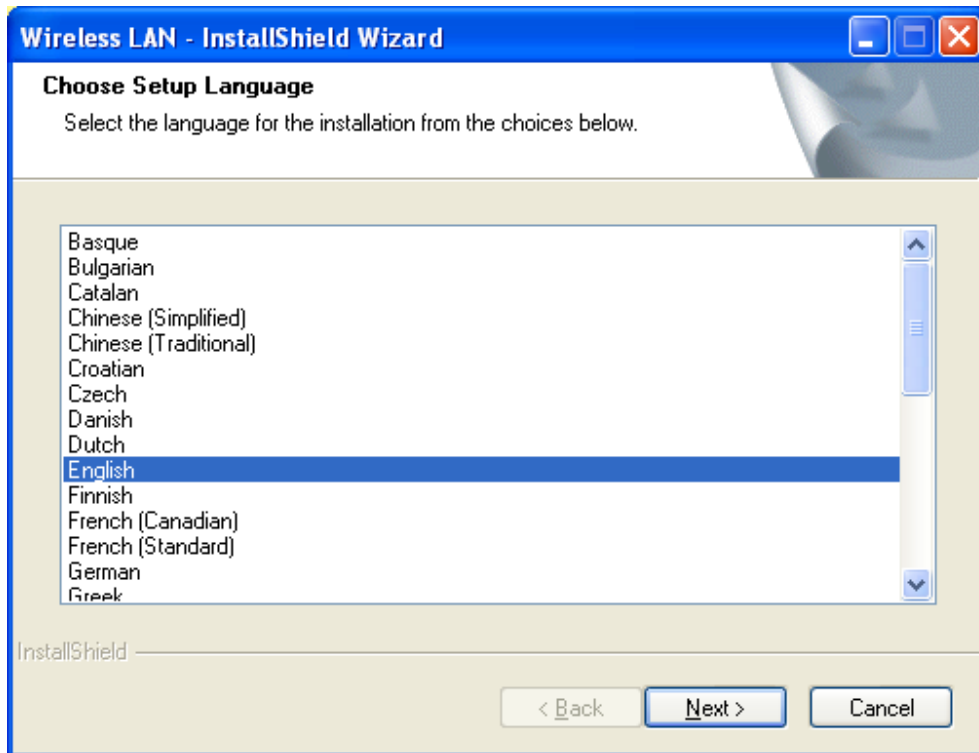 Wireless LAN - InstallShield Wizard
Choose Setup Language
Select the language for the installation from the choices below.
Basque
Bulgarian
Catalan
Chinese (Simplified)
Chinese (Traditional)
Croatian
Czech
Danish
Dutch
English
Finnish
French (Canadian)
French (Standard)
German
Greek
InstallShield
< Back Next > Cancel